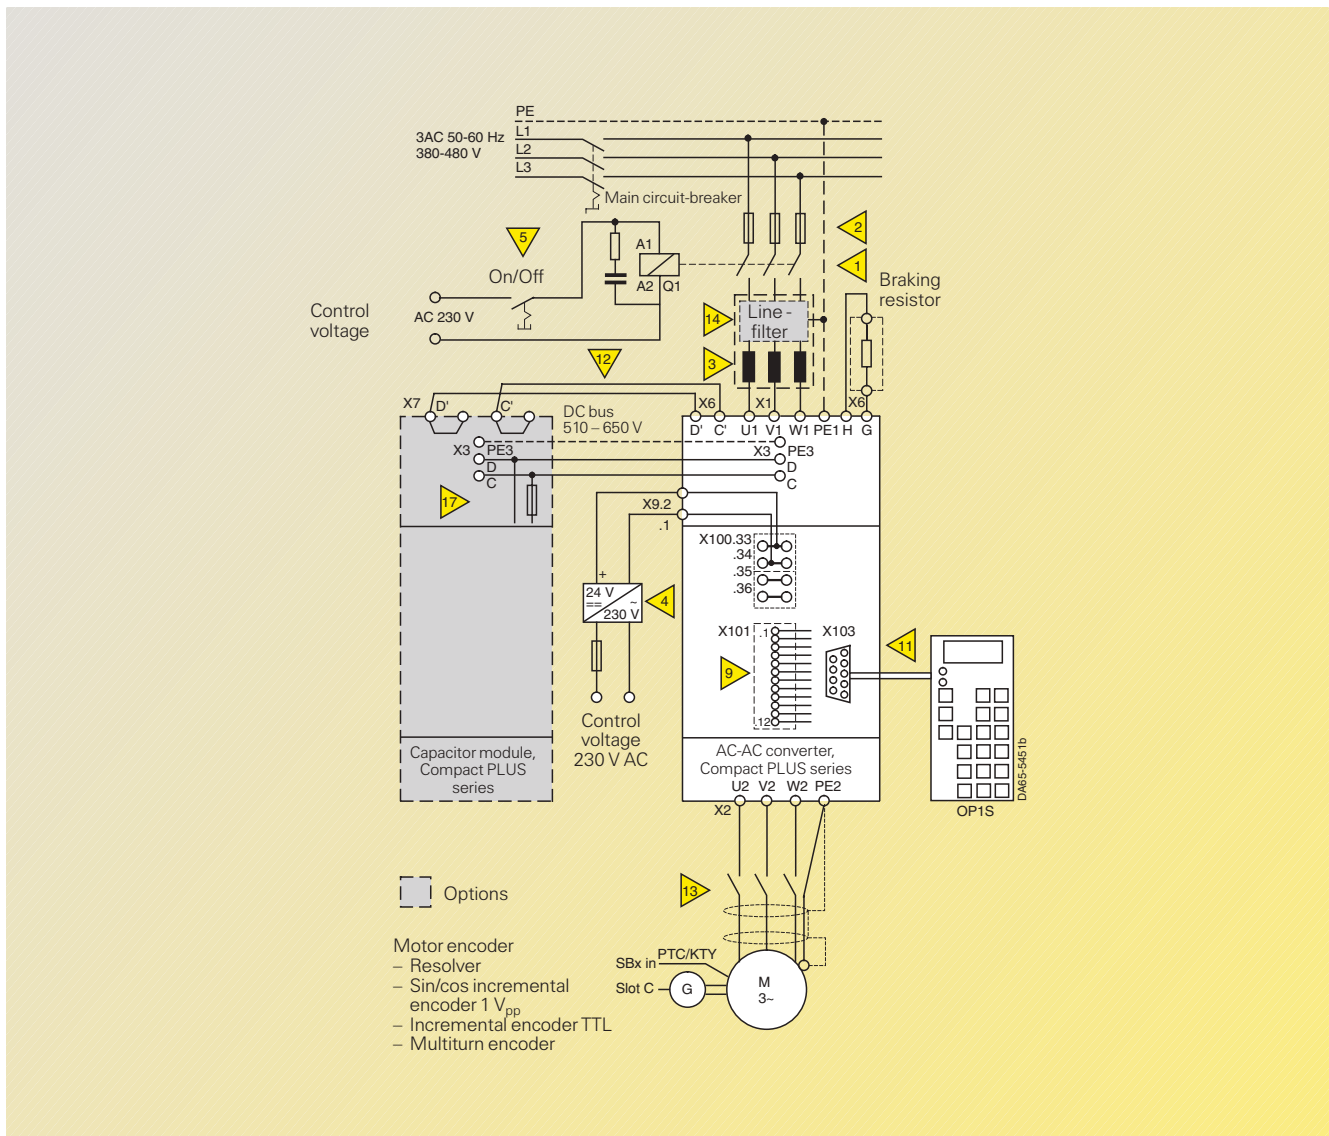 PE
L1
3AC 50-60 Hz
L2
380-480 V
L3
Main circuit-breaker
5
2
A1
1
On/Off
A2
Q1
Braking
resistor
Control
voltage
AC 230 V
14
Line -
filter
12
3
X7
D'
C'
DC bus
510 – 650 V
X6
X1
X6
D'
C'
U1
V1
W1
PE1
H
G
X3
PE3
D
C
X3
PE3
D
C
17
X9.2
.1
X100.33
.34
.35
.36
+
24 V
==
~
230 V
4
X101
.1
X103
11
9
.12
Control
voltage
230 V AC
Capacitor module,
Compact PLUS
series
AC-AC converter,
Compact PLUS series
U2
V2
W2
PE2
X2
DA65-5451b
OP1S
13
Options
Motor encoder
– Resolver
– Sin/cos incremental
encoder 1 Vpp
– Incremental encoder TTL
– Multiturn encoder
PTC/KTY
SBx in
Slot C
G
M
3~